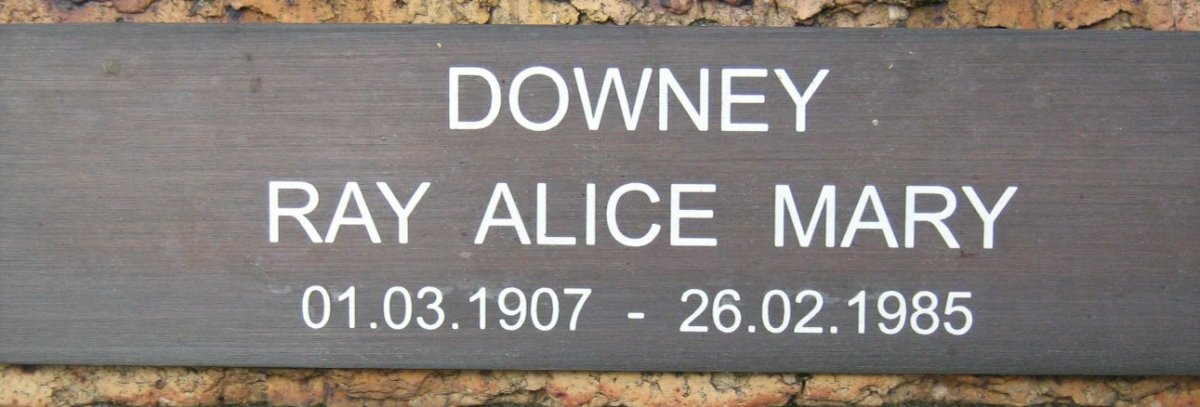 DOWNEY
RAY ALICE MARY
01.03.1907 - 26.02.1985